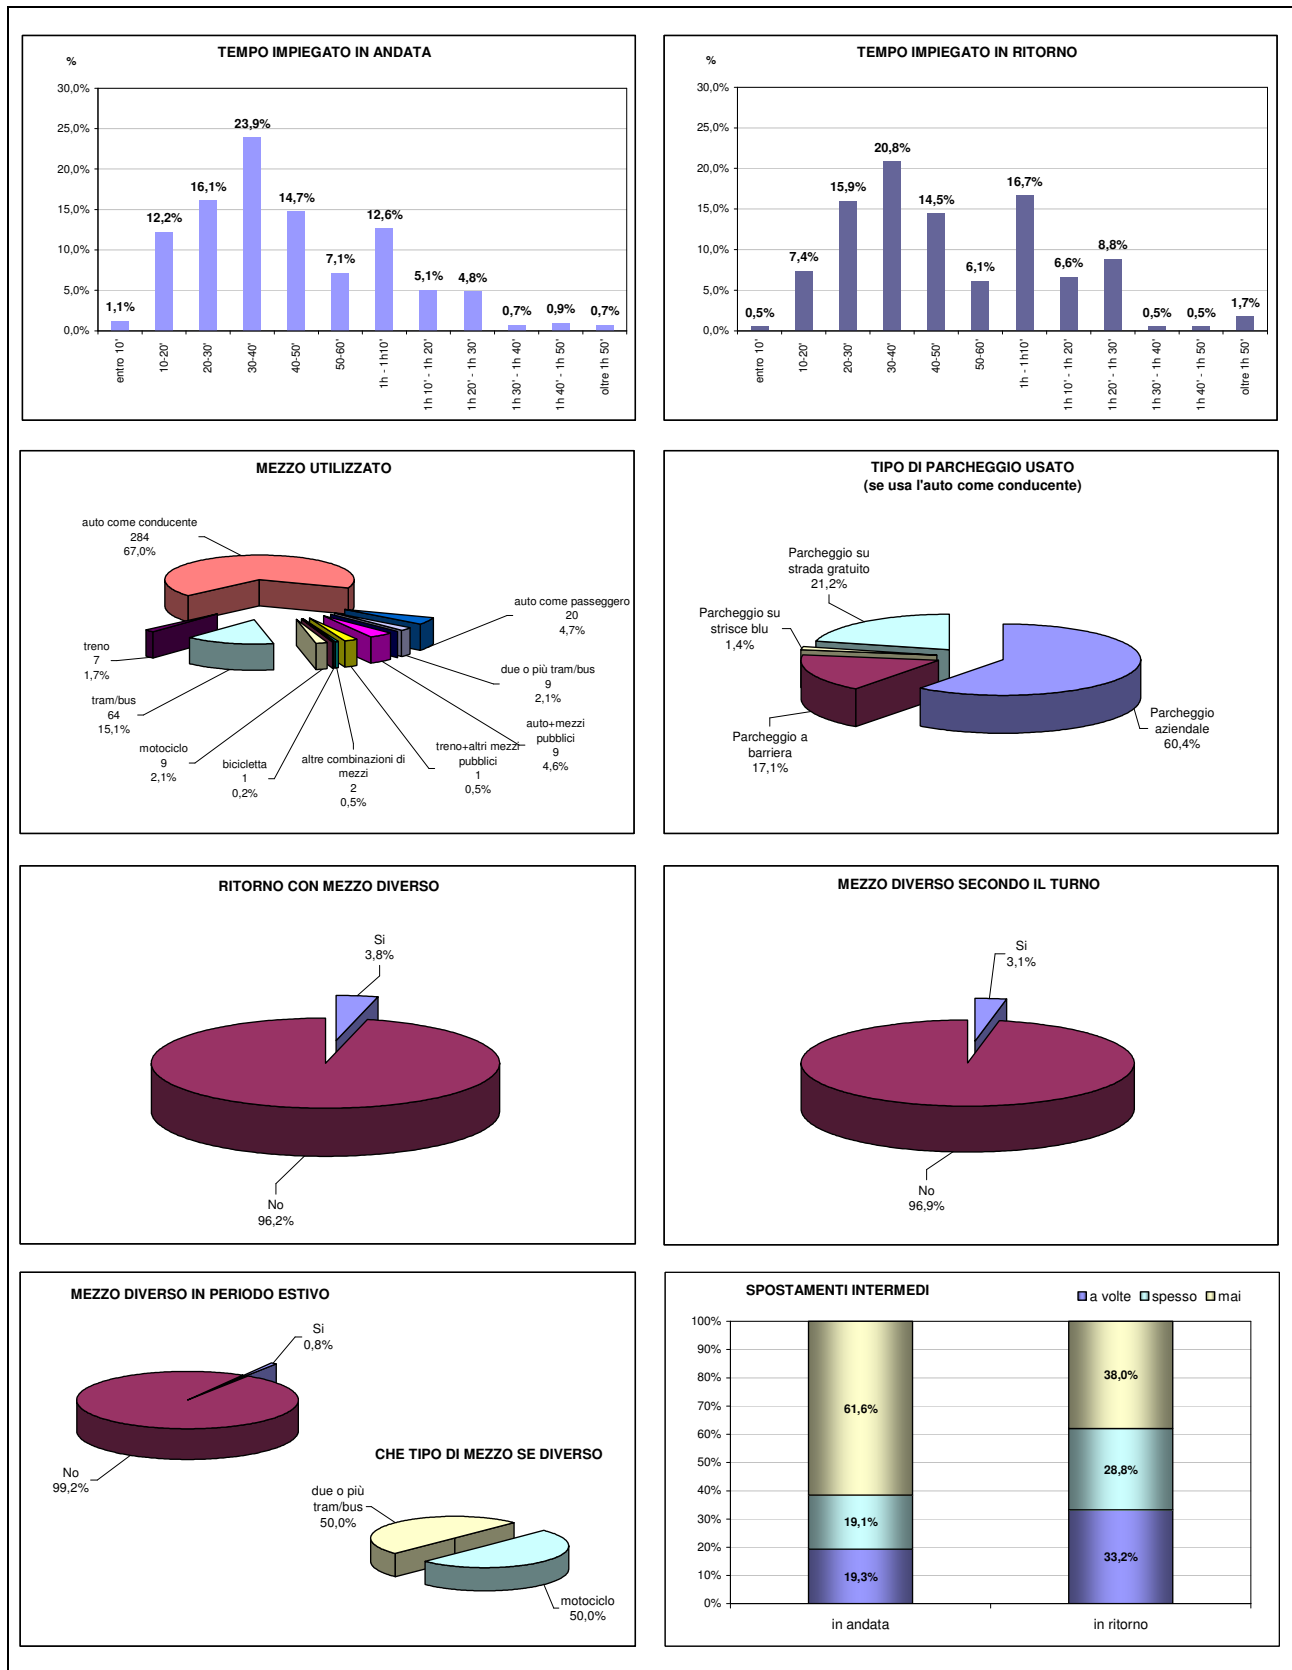 TEMPO IMPIEGATO IN ANDATA
%
30,0%
25,0%
20,0%
15,0%
10,0%
5,0%
0,0%
1,1%
12,2%
16,1%
23,9%
14,7%
7,1%
12,6%
5,1%
4,8%
0,7%
0,9%
0,7%
entro 10'
10-20'
20-30'
30-40'
40-50'
50-60'
1h - 1h10'
1h 10' - 1h 20'
1h 20' - 1h 30'
1h 30' - 1h 40'
1h 40' - 1h 50'
oltre 1h 50'
TEMPO IMPIEGATO IN RITORNO
%
30,0%
25,0%
20,0%
15,0%
10,0%
5,0%
0,0%
0,5%
7,4%
15,9%
20,8%
14,5%
6,1%
16,7%
6,6%
8,8%
0,5%
0,5%
1,7%
entro 10'
10-20'
20-30'
30-40'
40-50'
50-60'
1h - 1h10'
1h 10' - 1h 20'
1h 20' - 1h 30'
1h 30' - 1h 40'
1h 40' - 1h 50'
oltre 1h 50'
MEZZO UTILIZZATO
auto come conducente
284
67,0%
auto come passeggero
20
4,7%
due o più tram/bus
9
2,1%
auto+mezzi
pubblici
9
4,6%
treno+altri mezzi
pubblici
1
0,5%
altre combinazioni di
mezzi
2
0,5%
bicicletta
1
0,2%
motociclo
9
2,1%
tram/bus
64
15,1%
treno
7
1,7%
TIPO DI PARCHEGGIO USATO
(se usa l'auto come conducente)
Parcheggio su
strada gratuito
21,2%
Parcheggio su
strisce blu
1,4%
Parcheggio a
barriera
17,1%
Parcheggio
aziendale
60,4%
RITORNO CON MEZZO DIVERSO
Si
3,8%
No
96,2%
MEZZO DIVERSO SECONDO IL TURNO
Si
3,1%
No
96,9%
MEZZO DIVERSO IN PERIODO ESTIVO
Si
0,8%
No
99,2%
CHE TIPO DI MEZZO SE DIVERSO
due o più
tram/bus
50,0%
motociclo
50,0%
SPOSTAMENTI INTERMEDI
a volte spesso mai
100%
90%
80%
70%
60%
50%
40%
30%
20%
10%
0%
61,6%
19,1%
19,3%
38,0%
28,8%
33,2%
in andata
in ritorno